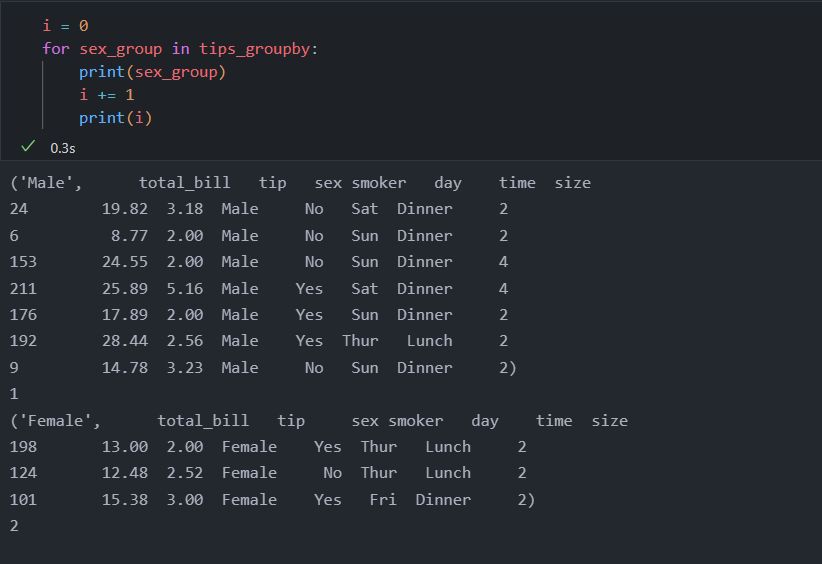 i = 0
for sex_group in tips_groupby:
    print(sex_group)
    i += 1
    print(i)
0.3s
('Male',      total_bill   tip   sex smoker   day    time  size
24        19.82  3.18  Male     No   Sat  Dinner     2
6          8.77  2.00  Male     No   Sun  Dinner     2
153       24.55  2.00  Male     No   Sun  Dinner     4
211       25.89  5.16  Male    Yes   Sat  Dinner     4
176       17.89  2.00  Male    Yes   Sun  Dinner     2
192       28.44  2.56  Male    Yes  Thur   Lunch     2
9         14.78  3.23  Male     No   Sun  Dinner     2)
1
('Female',      total_bill   tip     sex smoker   day    time  size
198       13.00  2.00  Female    Yes  Thur   Lunch     2
124       12.48  2.52  Female     No  Thur   Lunch     2
101       15.38  3.00  Female    Yes   Fri  Dinner     2)
2